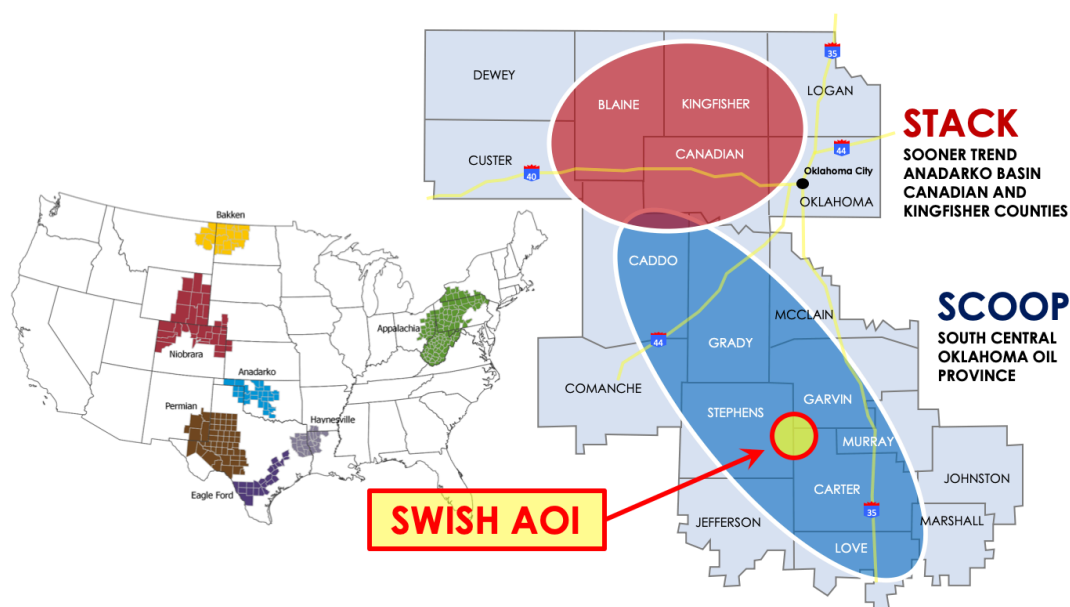 Bakken
Appalachia
Niobrara
Anadarko
Permian
Haynesville
Eagle Ford
SWISH AOI
DEWEY
BLAINE
KINGFISHER
LOGAN
35
CUSTER
40
CANADIAN
44
Oklahoma City
OKLAHOMA
STACK
SOONER TREND
ANADARKO BASIN
CANADIAN AND
KINGFISHER COUNTIES
CADDO
MCCLAIN
GRADY
44
COMANCHE
SCOOP
SOUTH CENTRAL
OKLAHOMA OIL
PROVINCE
STEPHENS
GARVIN
MURRAY
CARTER
JOHNSTON
35
JEFFERSON
MARSHALL
LOVE